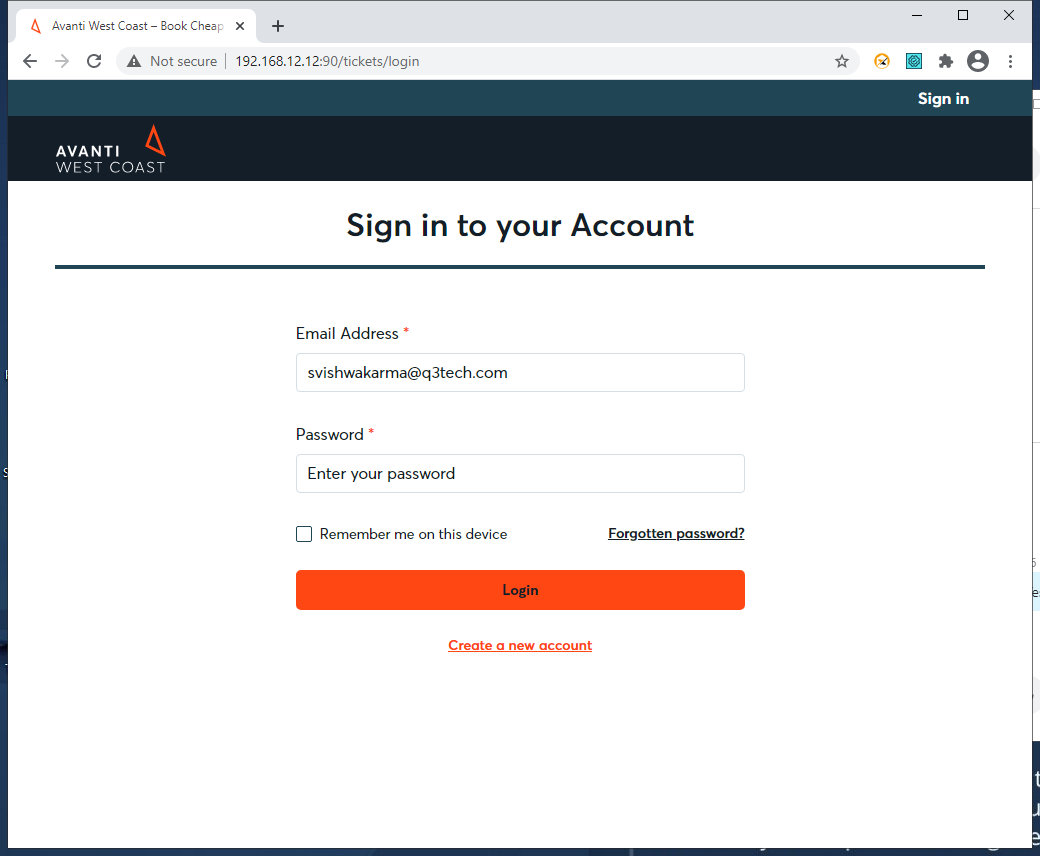 Avanti West Coast – Book Cheap
Not secure
192.168.12.12:90/tickets/login
Sign in
AVANTI
WEST COAST
Sign in to your Account
Email Address *
svishwakarma@q3tech.com
Password *
Enter your password
Remember me on this device
Forgotten password?
Login
Create a new account